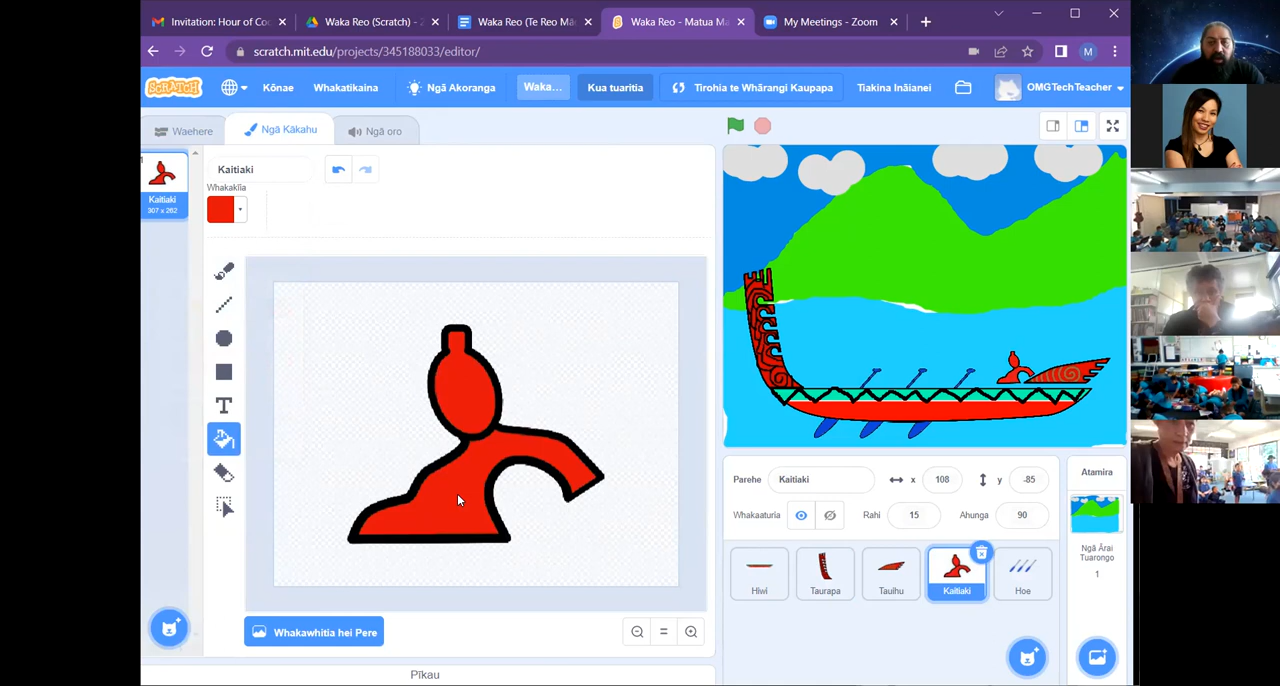 Invitation: Hour of Co
Waka Reo (Scratch) - 2
Waka Reo (Te Reo Mā
Waka Reo - Matua Ma
My Meetings - Zoom
scratch.mit.edu/projects/345188033/editor/
M
SCRATCH
Kōnae
Whakatikaina
Ngā Akoranga
Waka...
Kua tuaritia
Tirohia te Whārangi Kaupapa
Tiakina Ināianei
OMGTechTeacher
Waehere
Ngā Kākahu
Ngā oro
1
Kaitiaki
307 x 262
Kaitiaki
Whakakīia
T
Whakawhitia hei Pere
Pīkau
Parehe
Kaitiaki
x
108
y
-85
Whakaaturia
Rahi
15
Ahunga
90
Hiwi
Taurapa
Tauihu
Kaitiaki
Hoe
Atamira
Ngā Ārai
Tuarongo
1